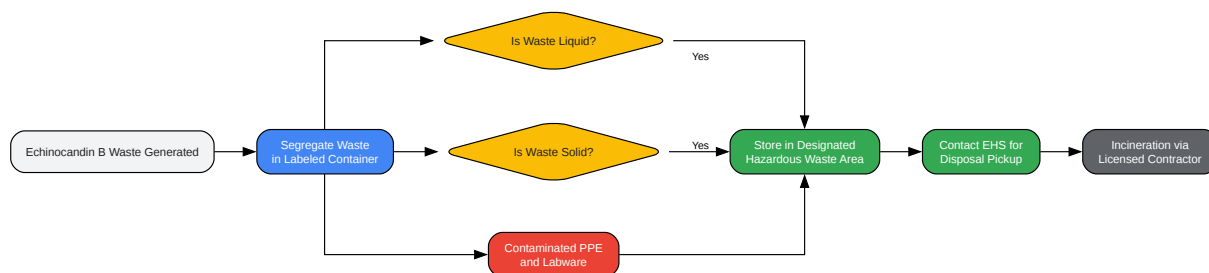 Is Waste Liquid?
Yes
Echinocandin B Waste Generated
Segregate Waste
in Labeled Container
Is Waste Solid?
Yes
Store in Designated
Hazardous Waste Area
Contact EHS for
Disposal Pickup
Incineration via
Licensed Contractor
Contaminated PPE
and Labware